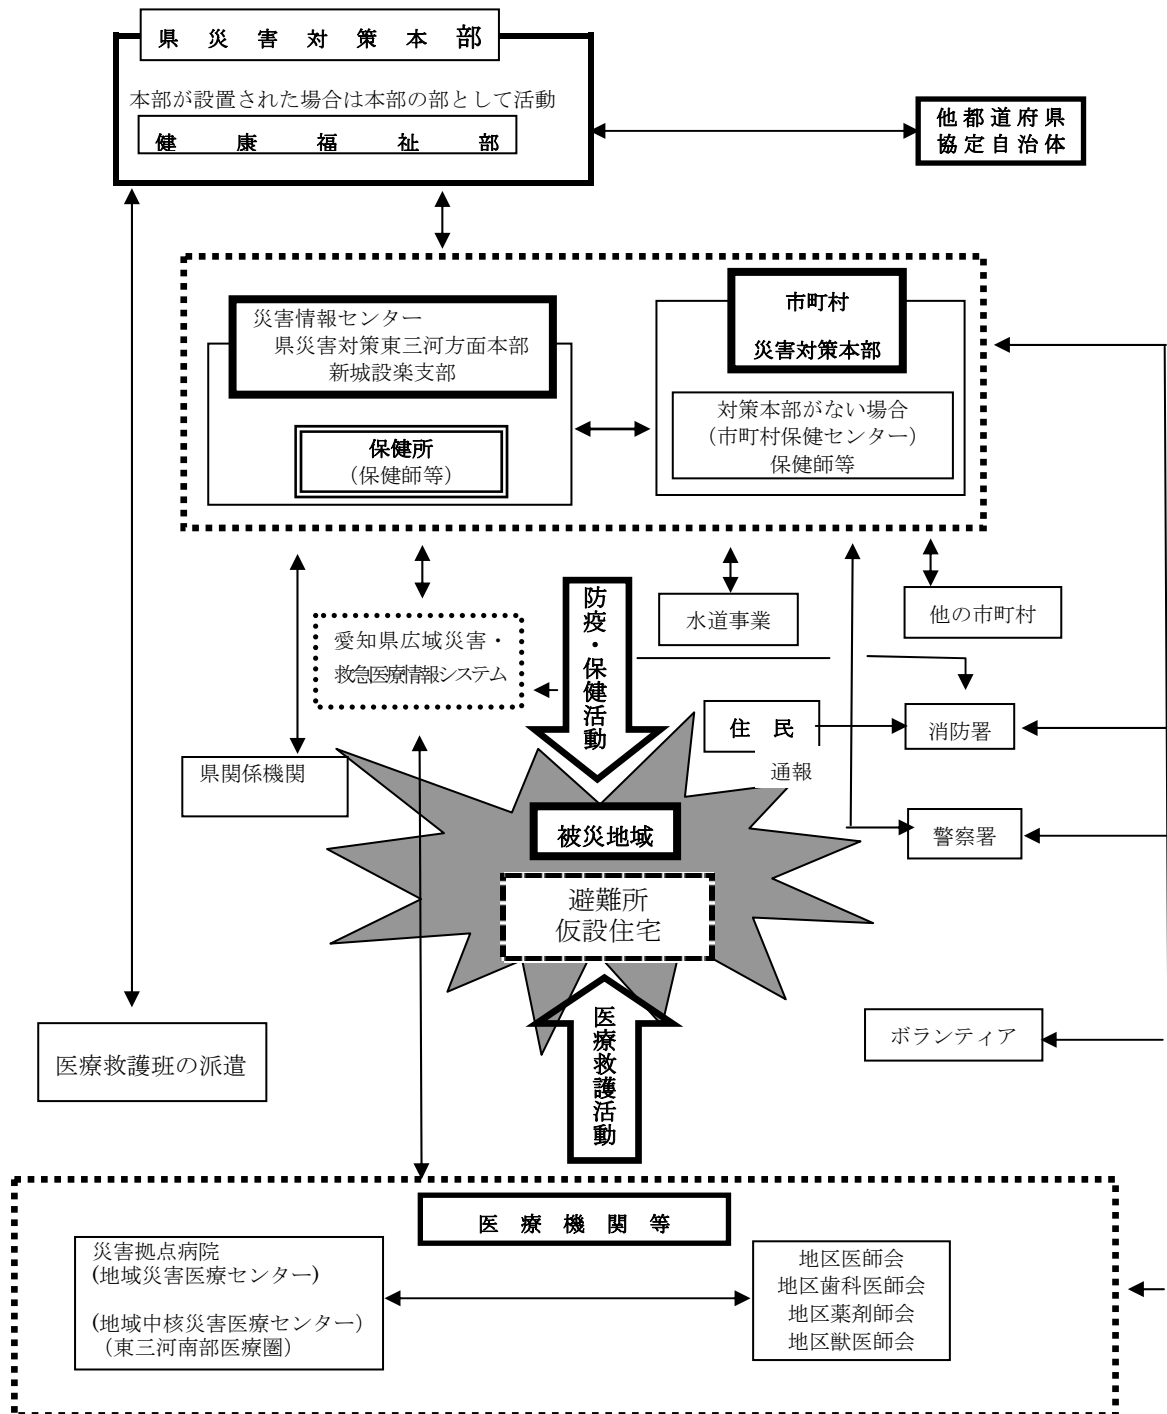 県災害対策本部
本部が設置された場合は本部の部として活動
健康福祉部
他都道府県
協定自治体
災害情報センター
県災害対策東三河方面本部
新城設楽支部
保健所
（保健師等）
市町村
災害対策本部
対策本部がない場合
（市町村保健センター）
保健師等
愛知県広域災害・
救急医療情報システム
防疫・保健活動
水道事業
他の市町村
住民
通報
消防署
県関係機関
警察署
被災地域
避難所
仮設住宅
医療救護活動
医療救護班の派遣
ボランティア
医療機関等
災害拠点病院
(地域災害医療センター)
(地域中核災害医療センター）
（東三河南部医療圏）
地区医師会
地区歯科医師会
地区薬剤師会
地区獣医師会